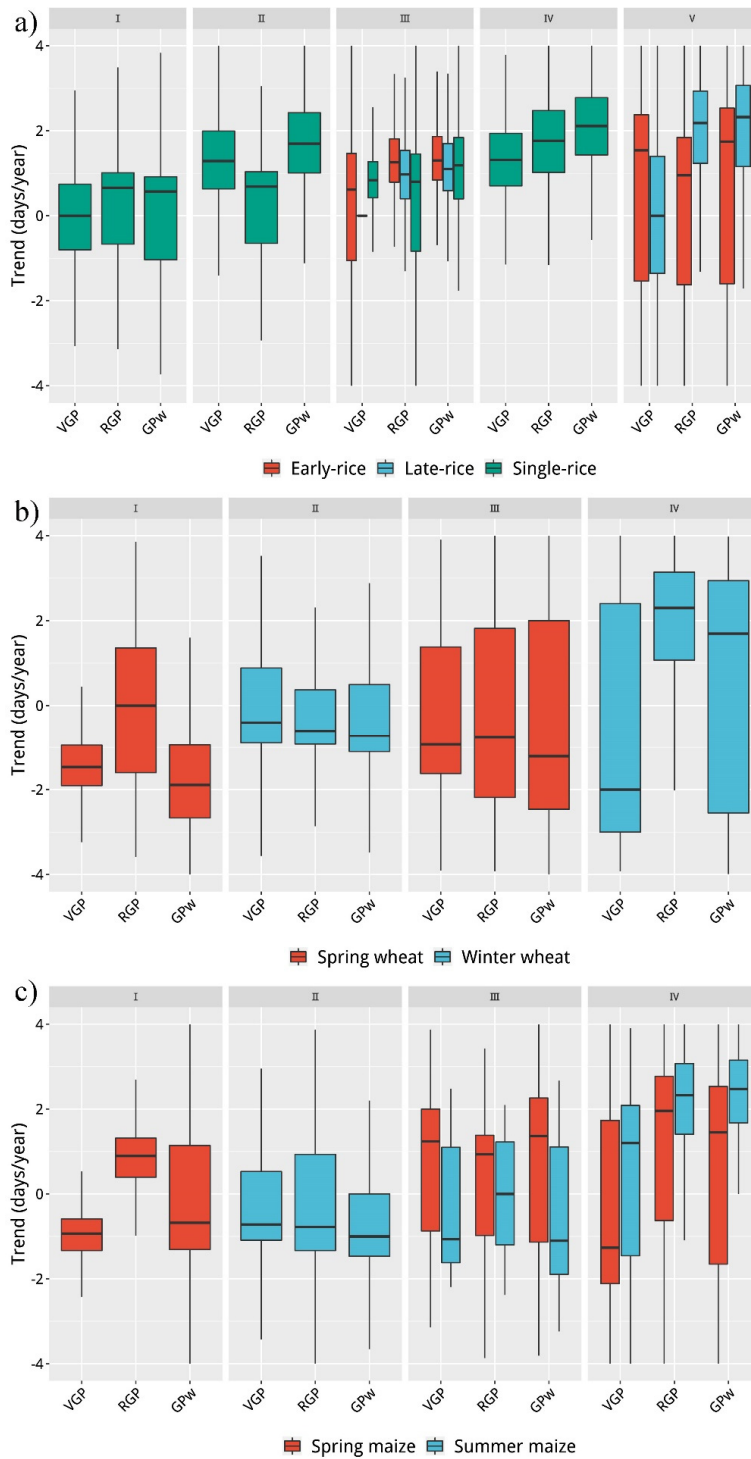 a)
I II III IV V
Trend (days/year)
4
2
0
-2
-4
VGP RGP GPw VGP RGP GPw VGP RGP GPw VGP RGP GPw VGP RGP GPw
Early-rice Late-rice Single-rice
b)
I II III IV
Trend (days/year)
4
2
0
-2
-4
VGP RGP GPw VGP RGP GPw VGP RGP GPw VGP RGP GPw
Spring wheat Winter wheat
c)
I II III IV
Trend (days/year)
4
2
0
-2
-4
VGP RGP GPw VGP RGP GPw VGP RGP GPw VGP RGP GPw
Spring maize Summer maize